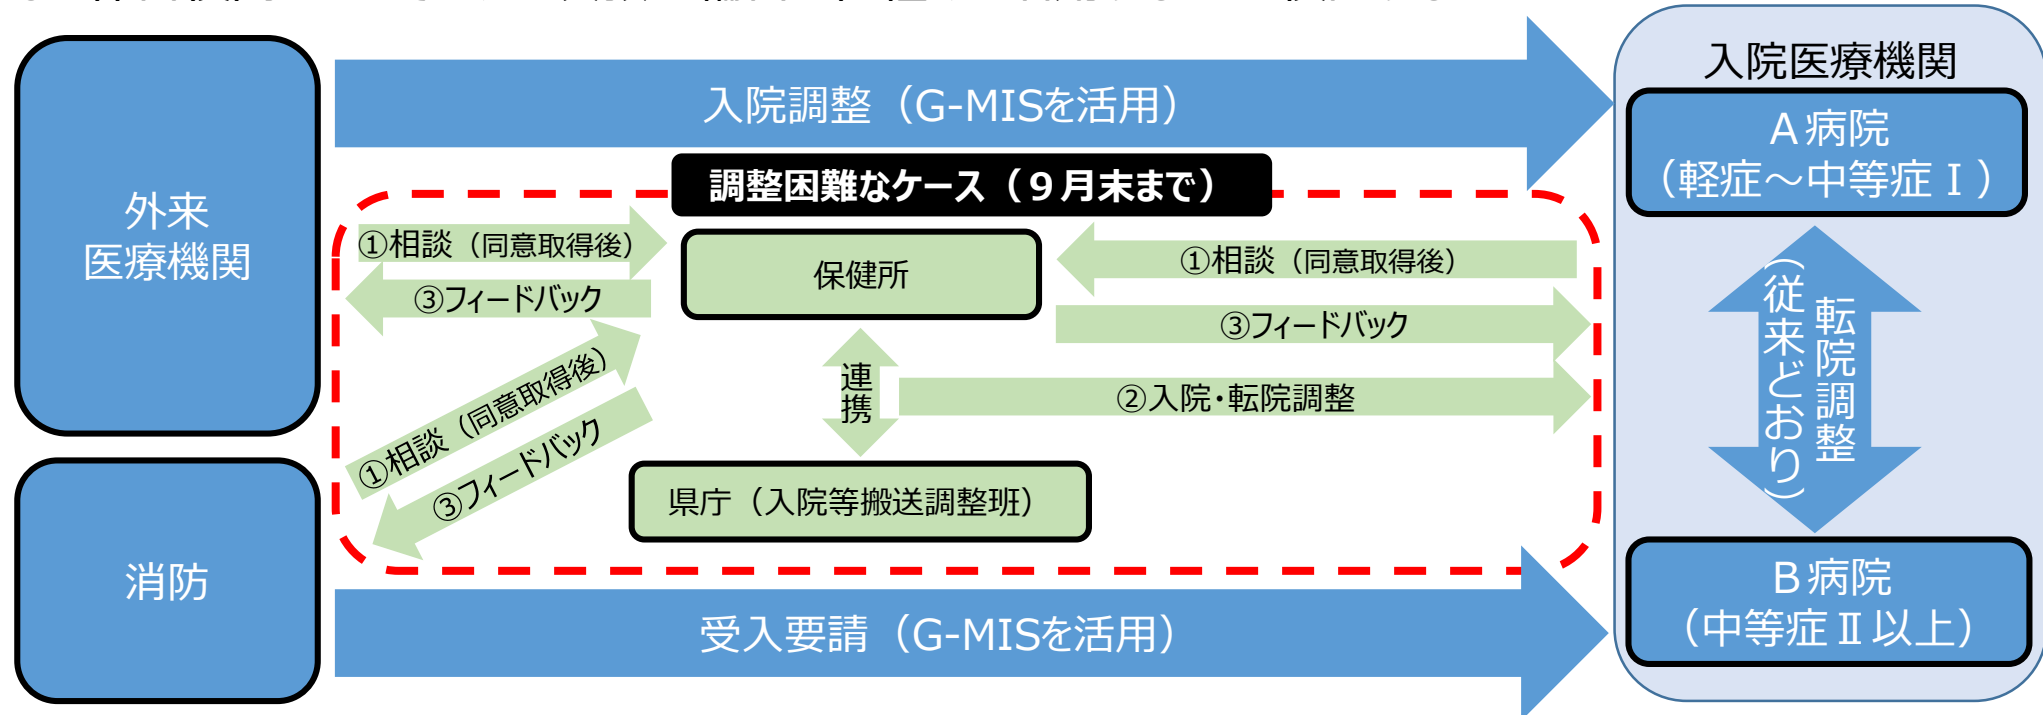 入院医療機関
入院調整（G-MISを活用）
外来
医療機関
A病院
（軽症～中等症Ⅰ）
調整困難なケース（９月末まで）
①相談（同意取得後）
③フィードバック
保健所
①相談（同意取得後）
③フィードバック
①相談（同意取得後）
③フィードバック
連携
②入院・転院調整
県庁（入院等搬送調整班）
転院調整
（従来どおり）
消防
受入要請（G-MISを活用）
B病院
（中等症Ⅱ以上）